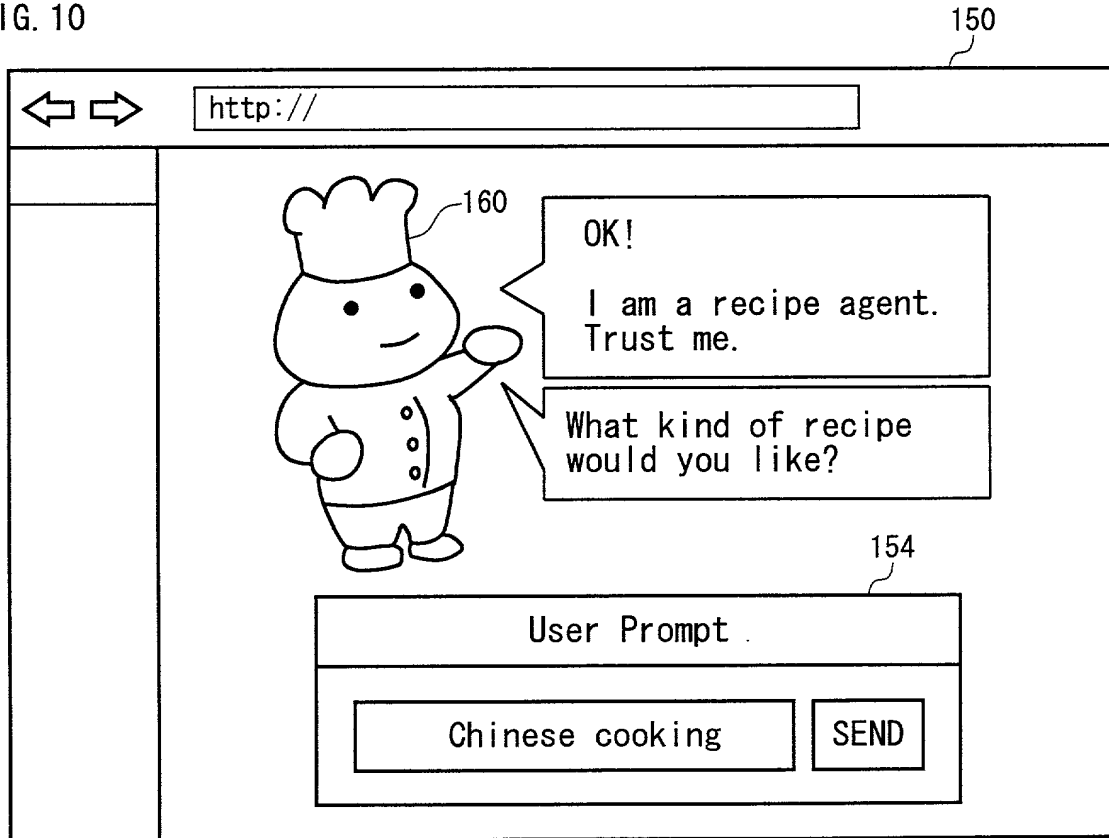 IG. 10
150
http://
160
OK!
I am a recipe agent.
Trust me.
What kind of recipe
would you like?
154
User Prompt
Chinese cooking
SEND